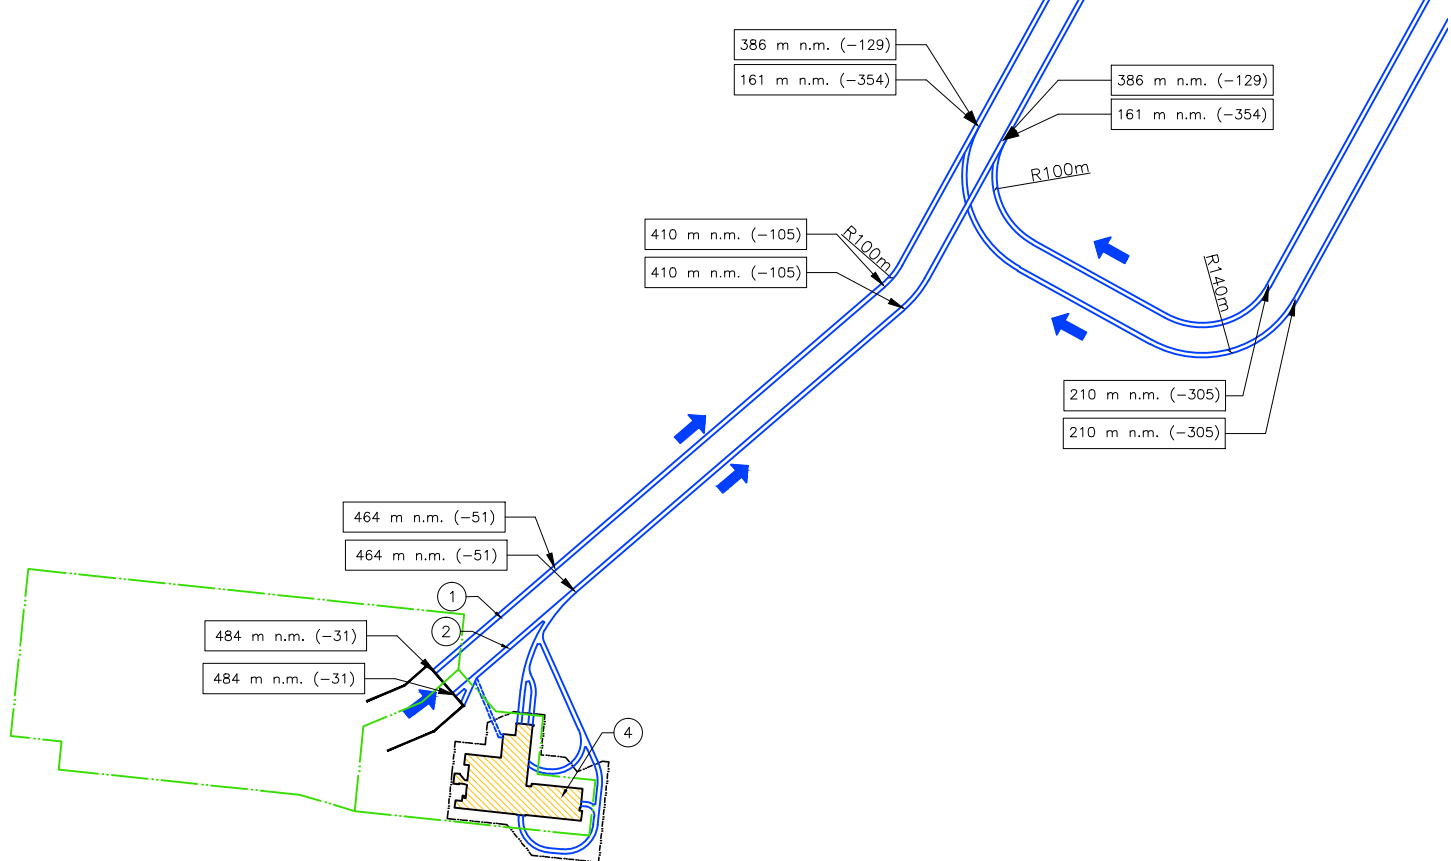 386 m n.m. (−129)
161 m n.m. (−354)
386 m n.m. (−129)
161 m n.m. (−354)
R100m
410 m n.m. (−105)
R100m
410 m n.m. (−105)
R140m
210 m n.m. (−305)
210 m n.m. (−305)
464 m n.m. (−51)
464 m n.m. (−51)
1
2
484 m n.m. (−31)
484 m n.m. (−31)
4